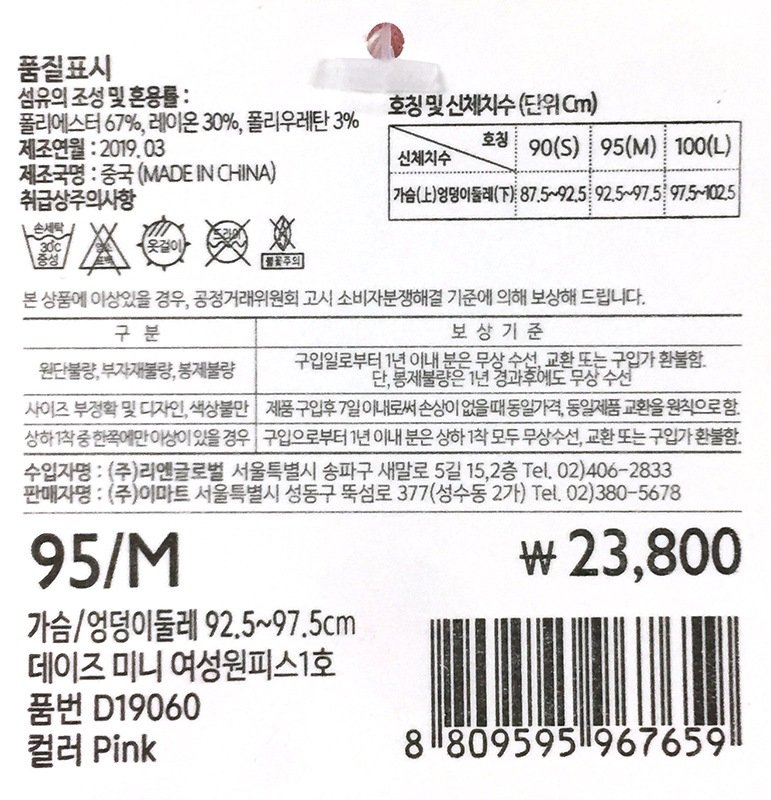 품질표시
섬유의 조성 및 혼용률 :
폴리에스터 67%, 레이온 30%, 폴리우레탄 3%
제조연월 : 2019. 03
제조국명 : 중국 (MADE IN CHINA)
취급상주의사항
손세탁
30℃
중성
염소
표백
옷걸이
드라이
불꽃주의
호칭 및 신체치수 (단위 Cm)
호칭
신체치수
90(S) 95(M) 100(L)
가슴(上)엉덩이둘레(下) 87.5~92.5 92.5~97.5 97.5~102.5
본 상품에 이상있을 경우, 공정거래위원회 고시 소비자분쟁해결 기준에 의해 보상해 드립니다.
구 분 보 상 기 준
원단불량, 부자재불량, 봉제불량 구입일로부터 1년 이내 분은 무상 수선, 교환 또는 구입가 환불함.
단, 봉제불량은 1년 경과후에도 무상 수선
사이즈 부정확 및 디자인, 색상불만 제품 구입후 7일 이내로써 손상이 없을 때 동일가격, 동일제품 교환을 원칙으로 함.
상하 1착 중 한쪽에만 이상이 있을 경우 구입으로부터 1년 이내 분은 상하 1착 모두 무상수선, 교환 또는 구입가 환불함.
수입자명 : (주)리엔글로벌 서울특별시 송파구 새말로 5길 15,2층 Tel. 02)406-2833
판매자명 : (주)이마트 서울특별시 성동구 뚝섬로 377(성수동 2가) Tel. 02)380-5678
95/M
₩ 23,800
가슴/엉덩이둘레 92.5~97.5cm
데이즈 미니 여성원피스1호
품번 D19060
컬러 Pink
8 809595 967659